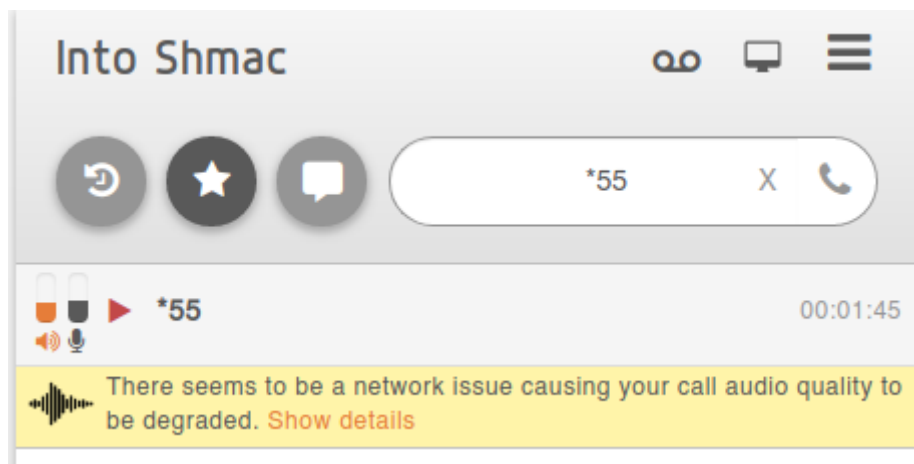 Into Shmac
*55 X
*55 00:01:45
There seems to be a network issue causing your call audio quality to
be degraded. Show details